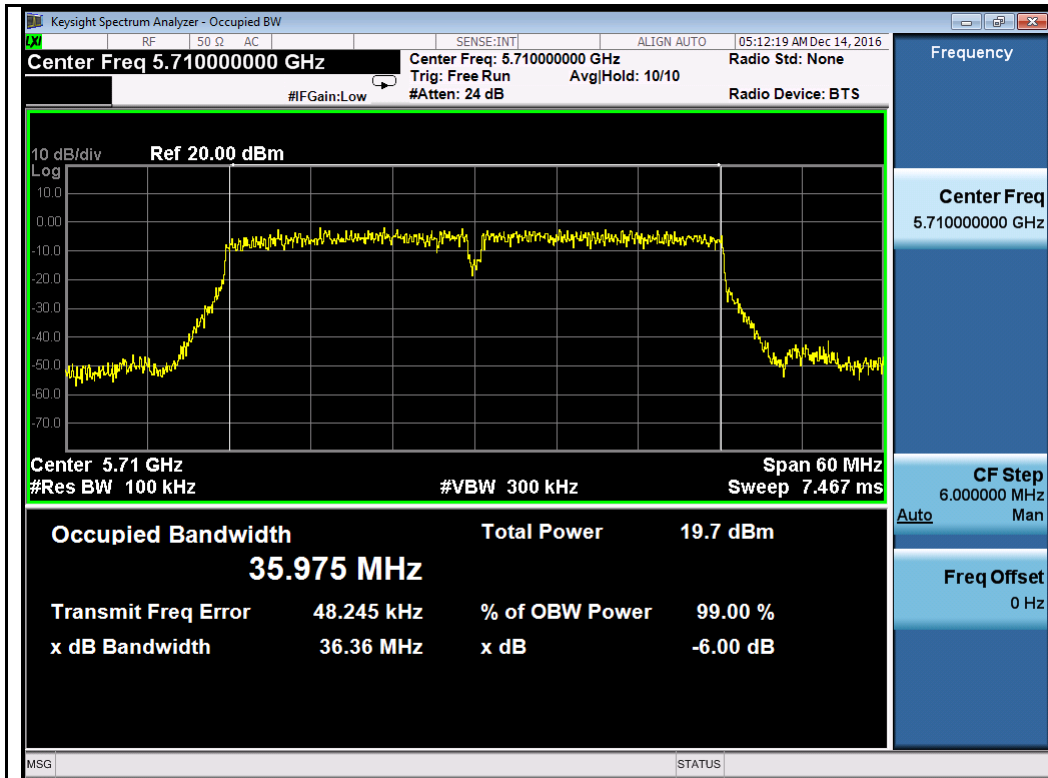 Keysight Spectrum Analyzer - Occupied BW
LXI RF 50 Ω AC SENSE:INT ALIGN AUTO 05:12:19 AM Dec 14, 2016
Center Freq 5.710000000 GHz
Center Freq: 5.710000000 GHz Radio Std: None
Trig: Free Run Avg|Hold: 10/10
#IFGain:Low #Atten: 24 dB Radio Device: BTS
10 dB/div Ref 20.00 dBm
Log
10.0
0.00
-10.0
-20.0
-30.0
-40.0
-50.0
-60.0
-70.0
Center 5.71 GHz Span 60 MHz
#Res BW 100 kHz #VBW 300 kHz Sweep 7.467 ms
Occupied Bandwidth Total Power 19.7 dBm
35.975 MHz
Transmit Freq Error 48.245 kHz % of OBW Power 99.00 %
x dB Bandwidth 36.36 MHz x dB -6.00 dB
MSG STATUS
Frequency
Center Freq
5.710000000 GHz
CF Step
6.000000 MHz
Auto Man
Freq Offset
0 Hz